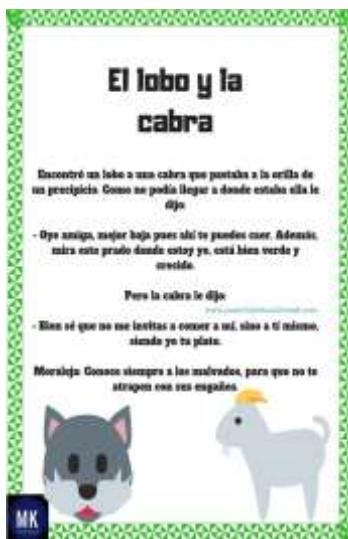 El lobo y la
cabra
Encontró un lobo a una cabra que pastaba a la orilla de
un precipicio. Como no podía llegar a donde estaba ella le
dijo:
- Oye amiga, mejor baja pues ahí te puedes caer. Además,
mira este prado donde estoy yo, está bien verde y
crecido.
Pero la cabra le dijo:
- Bien sé que no me invitas a comer a mí, sino a ti mismo,
siendo yo tu plato.
Moraleja: Conoce siempre a los malvados, para que no te
atrapen con sus engaños.
MK